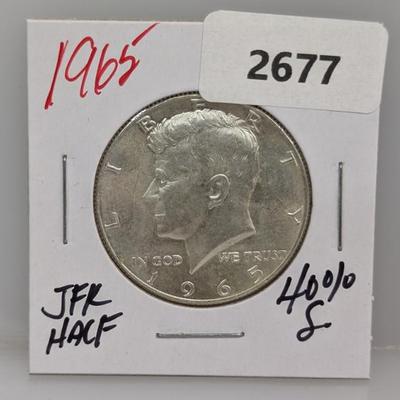 1965
2677
LIBERTY
IN GOD WE TRUST
1965
JFK
HALF
40%
S.